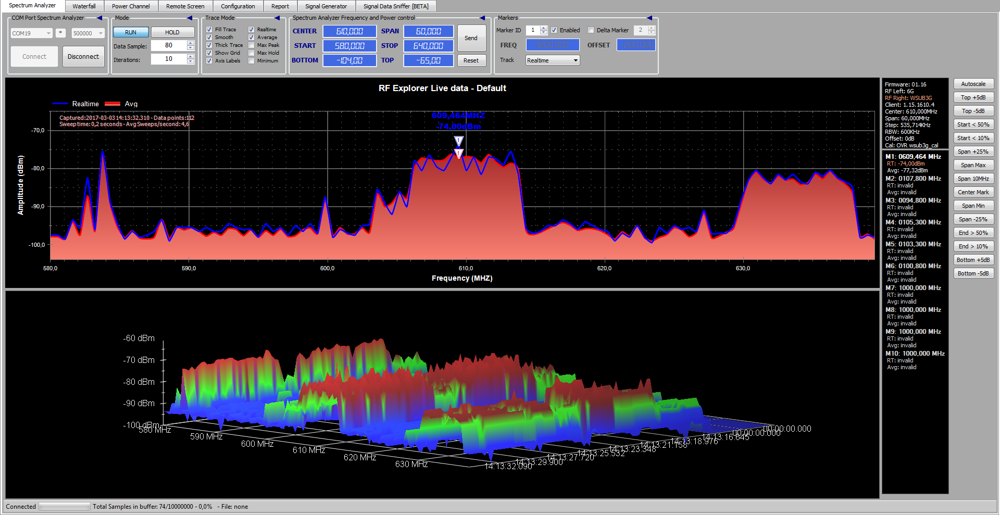 Spectrum Analyzer
Waterfall
Power Channel
Remote Screen
Configuration
Report
Signal Generator
Signal Data Sniffer [BETA]
COM Port Spectrum Analyzer
COM19
*
500000
Connect
Disconnect
Mode
RUN
HOLD
Data Sample: 80
Iterations: 10
Trace Mode
Fill Trace
Realtime
Smooth
Average
Thick Trace
Max Peak
Show Grid
Max Hold
Axis Labels
Minimum
Spectrum Analyzer Frequency and Power control
CENTER 610,000 SPAN 60,000
START 580,000 STOP 640,000
BOTTOM -104,00 TOP -65,00
Send
Reset
Markers
Marker ID 1 Enabled Delta Marker 2
FREQ OFFSET
Track Realtime
RF Explorer Live data - Default
Realtime Avg
Captured:2017-03-03 14:13:32.310 - Data points:112
Sweep time:0,2 seconds - Avg Sweeps/second:4,6
609,464MHZ
-74,00dBm
1
1
Amplitude (dBm)
-70,0
-80,0
-90,0
-100,0
580,0
590,0
600,0
610,0
620,0
630,0
Frequency (MHZ)
-60 dBm
-70 dBm
-80 dBm
-90 dBm
-100 dBm
580 MHz
590 MHz
600 MHz
610 MHz
620 MHz
630 MHz
14:13:32.090
14:13:29.900
14:13:27.720
14:13:25.532
14:13:23.348
14:13:21.158
14:13:18.976
14:13:16.645
00:00:00.000
00:00:00.000
Firmware: 01.16
RF Left: 6G
RF Right: WSUB3G
Client: 1.15.1610.4
Center: 610,000MHz
Span: 60,000MHz
Step: 535,714KHz
RBW: 600KHz
Offset: 0dB
Cal: OVR wsub3g_cal
M1: 0609,464 MHz
RT: -74,00dBm
Avg: -77,32dBm
M2: 0107,800 MHz
RT: invalid
Avg: invalid
M3: 0094,800 MHz
RT: invalid
Avg: invalid
M4: 0105,300 MHz
RT: invalid
Avg: invalid
M5: 0103,300 MHz
RT: invalid
Avg: invalid
M6: 0100,800 MHz
RT: invalid
Avg: invalid
M7: 1000,000 MHz
RT: invalid
Avg: invalid
M8: 1000,000 MHz
RT: invalid
Avg: invalid
M9: 1000,000 MHz
RT: invalid
Avg: invalid
M10: 1000,000 MHz
RT: invalid
Avg: invalid
Autoscale
Top +5dB
Top -5dB
Start < 50%
Start < 10%
Span +25%
Span Max
Span 10MHz
Center Mark
Span Min
Span -25%
End > 50%
End > 10%
Bottom +5dB
Bottom -5dB
Connected
Total Samples in buffer: 74/10000000 - 0,0% - File: none